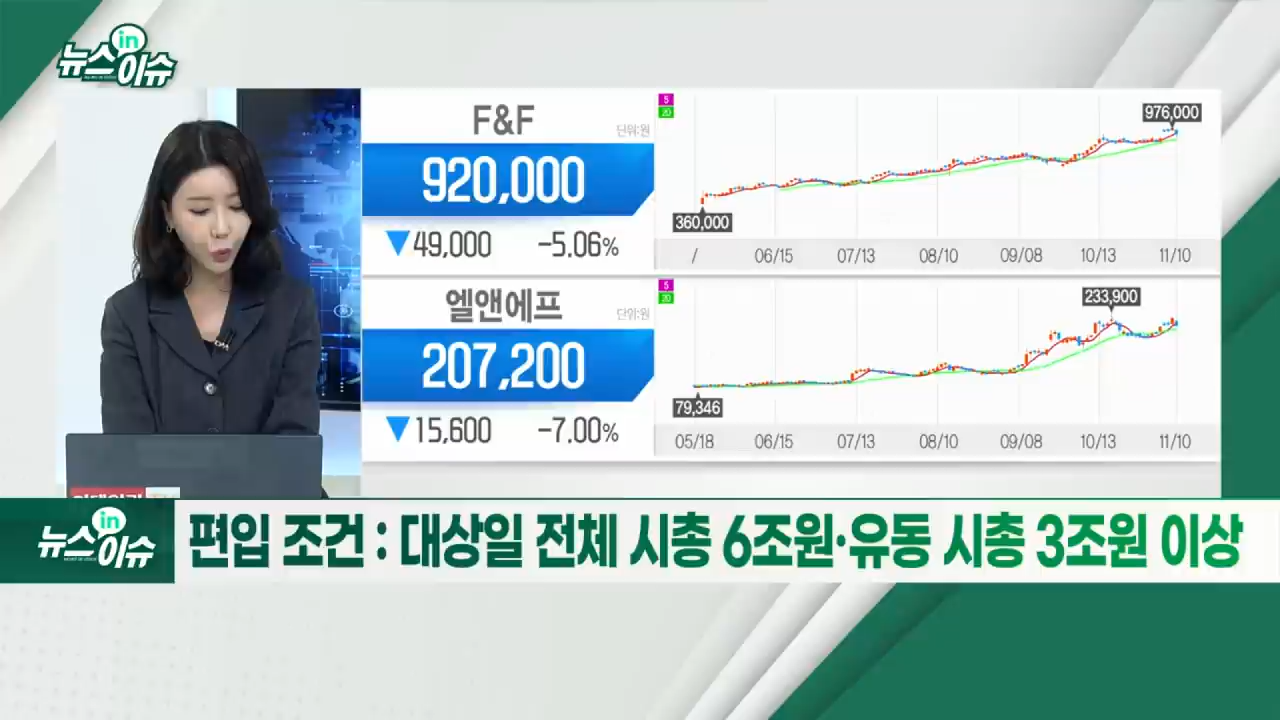 뉴스in이슈
F&F
단위:원
920,000
▼49,000 -5.06%
5
20
976,000
360,000
/ 06/15 07/13 08/10 09/08 10/13 11/10
엘앤에프
단위:원
207,200
▼15,600 -7.00%
5
20
233,900
79,346
05/18 06/15 07/13 08/10 09/08 10/13 11/10
뉴스in이슈
편입 조건 : 대상일 전체 시총 6조원·유동 시총 3조원 이상